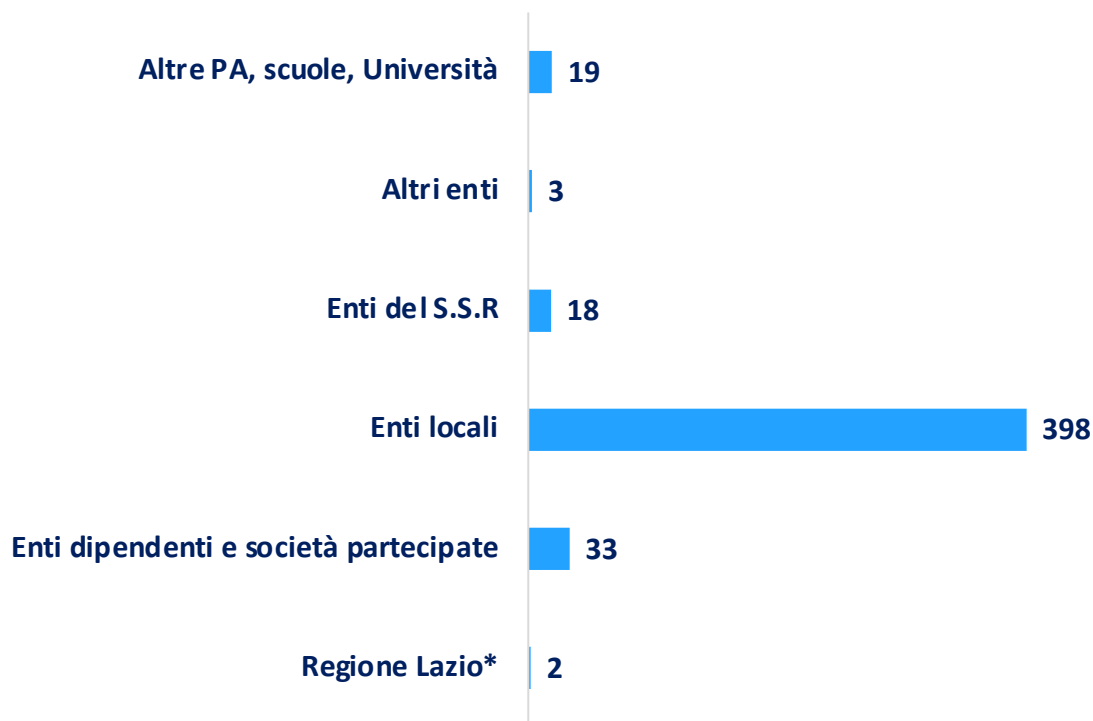 Altre PA, scuole, Università 19
Altri enti 3
Enti del S.S.R 18
Enti locali 398
Enti dipendenti e società partecipate 33
Regione Lazio* 2